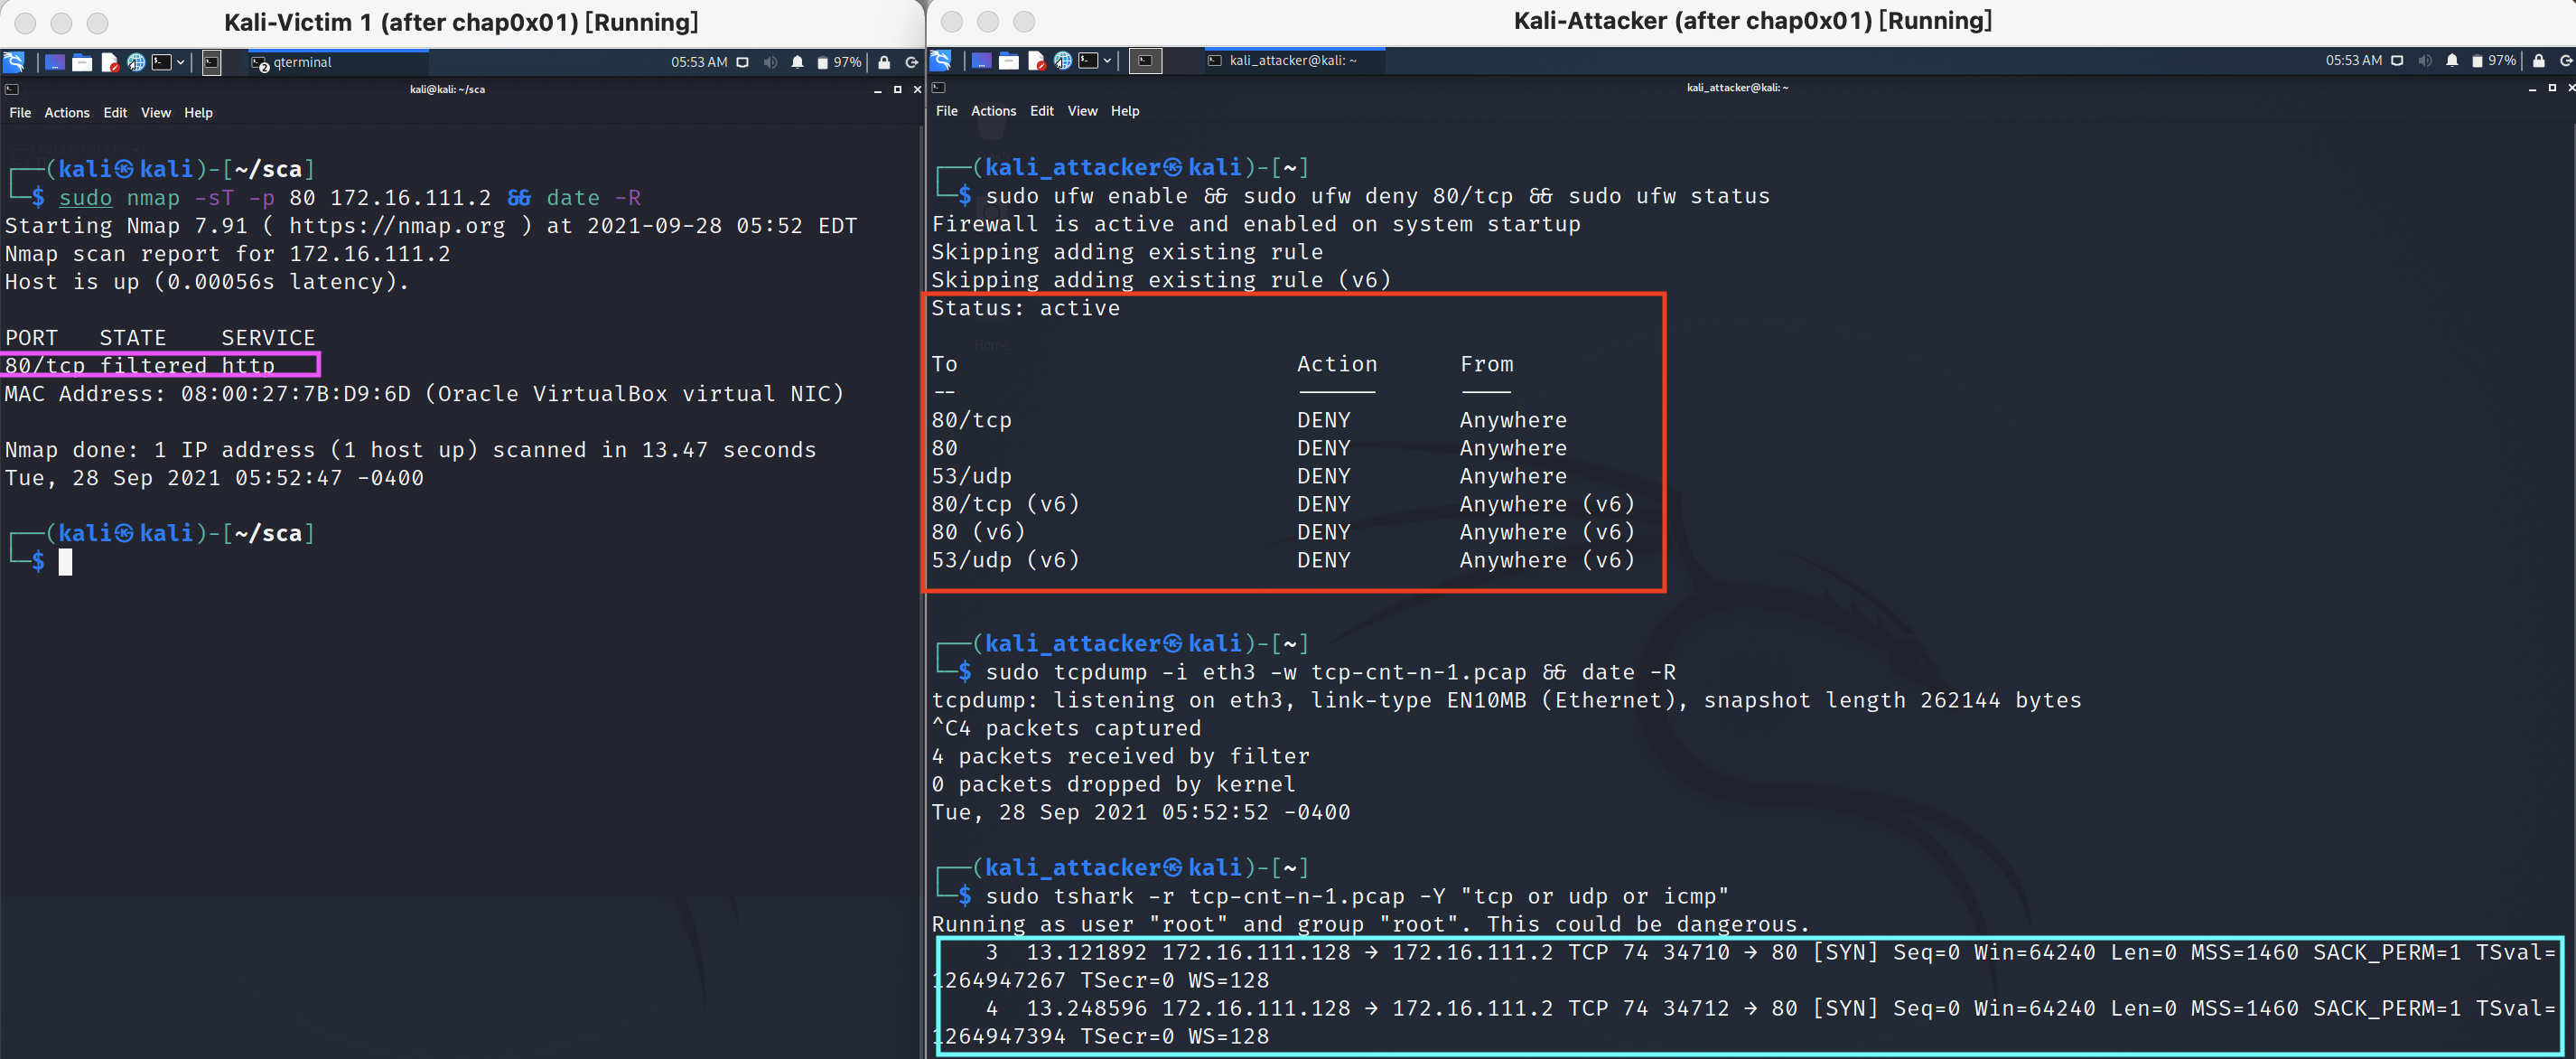 Kali-Victim 1 (after chap0x01) [Running]
qterminal
05:53 AM
97%
kali@kali: ~/sca
File Actions Edit View Help
┌──(kali㉿kali)-[~/sca]
└─$ sudo nmap -sT -p 80 172.16.111.2 && date -R
Starting Nmap 7.91 ( https://nmap.org ) at 2021-09-28 05:52 EDT
Nmap scan report for 172.16.111.2
Host is up (0.00056s latency).
PORT   STATE    SERVICE
80/tcp filtered http
MAC Address: 08:00:27:7B:D9:6D (Oracle VirtualBox virtual NIC)
Nmap done: 1 IP address (1 host up) scanned in 13.47 seconds
Tue, 28 Sep 2021 05:52:47 -0400
┌──(kali㉿kali)-[~/sca]
└─$
Kali-Attacker (after chap0x01) [Running]
kali_attacker@kali: ~
05:53 AM
97%
kali_attacker@kali: ~
File Actions Edit View Help
┌──(kali_attacker㉿kali)-[~]
└─$ sudo ufw enable && sudo ufw deny 80/tcp && sudo ufw status
Firewall is active and enabled on system startup
Skipping adding existing rule
Skipping adding existing rule (v6)
Status: active
Home
To                         Action      From
--                         ------      ----
80/tcp                     DENY        Anywhere
80                         DENY        Anywhere
53/udp                     DENY        Anywhere
80/tcp (v6)                DENY        Anywhere (v6)
80 (v6)                    DENY        Anywhere (v6)
53/udp (v6)                DENY        Anywhere (v6)
┌──(kali_attacker㉿kali)-[~]
└─$ sudo tcpdump -i eth3 -w tcp-cnt-n-1.pcap && date -R
tcpdump: listening on eth3, link-type EN10MB (Ethernet), snapshot length 262144 bytes
^C4 packets captured
4 packets received by filter
0 packets dropped by kernel
Tue, 28 Sep 2021 05:52:52 -0400
┌──(kali_attacker㉿kali)-[~]
└─$ sudo tshark -r tcp-cnt-n-1.pcap -Y "tcp or udp or icmp"
Running as user "root" and group "root". This could be dangerous.
    3  13.121892 172.16.111.128 → 172.16.111.2 TCP 74 34710 → 80 [SYN] Seq=0 Win=64240 Len=0 MSS=1460 SACK_PERM=1 TSval=
1264947267 TSecr=0 WS=128
    4  13.248596 172.16.111.128 → 172.16.111.2 TCP 74 34712 → 80 [SYN] Seq=0 Win=64240 Len=0 MSS=1460 SACK_PERM=1 TSval=
1264947394 TSecr=0 WS=128